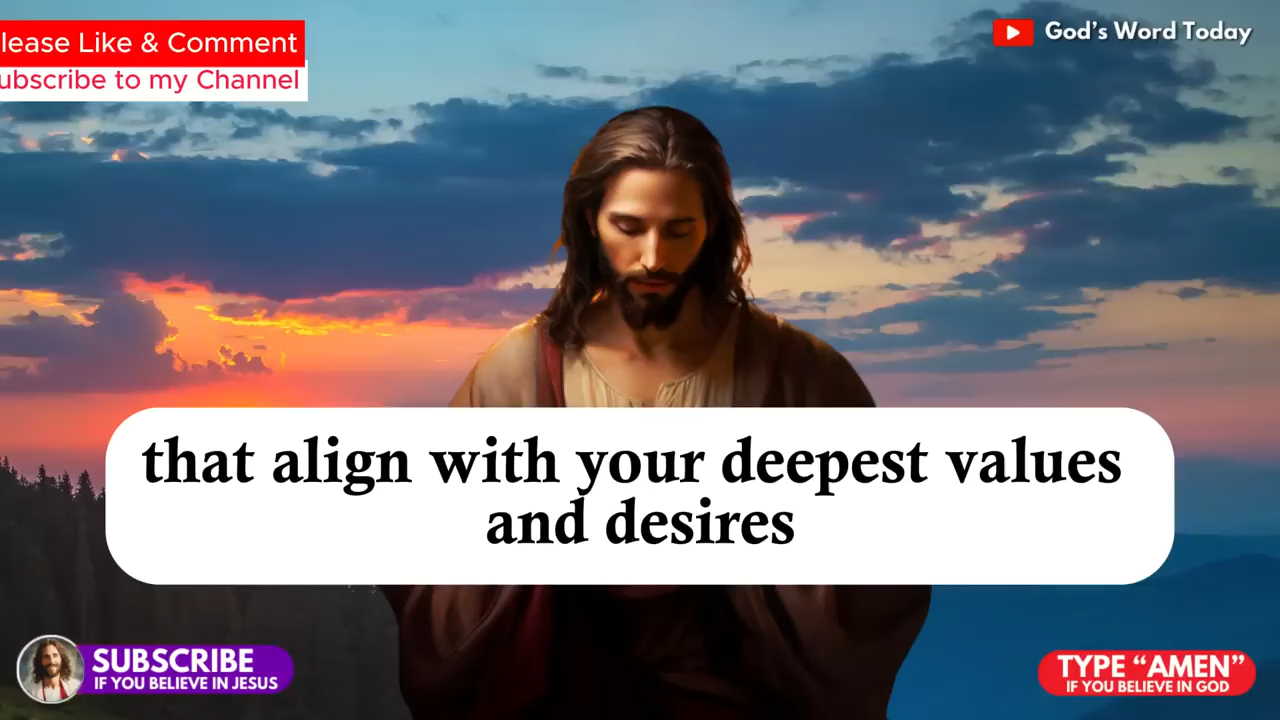 lease Like & Comment
ubscribe to my Channel
God's Word Today
that align with your deepest values
and desires
SUBSCRIBE
IF YOU BELIEVE IN JESUS
TYPE “AMEN”
IF YOU BELIEVE IN GOD